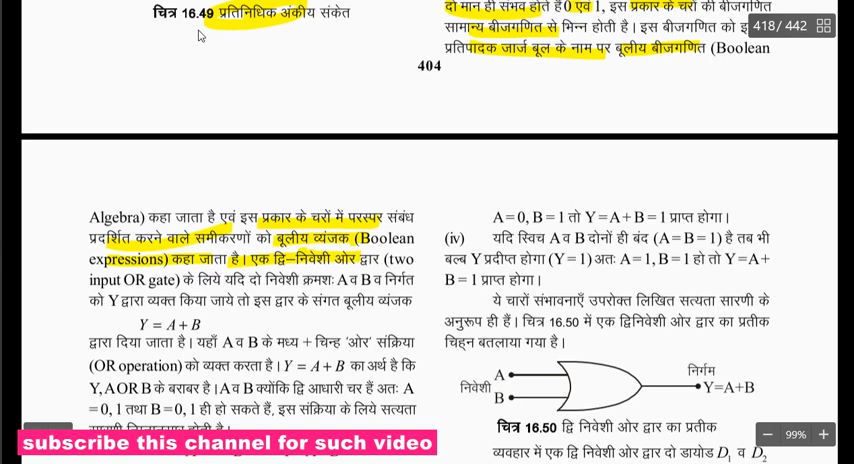 चित्र 16.49 प्रतिनिधिक अंकीय संकेत
दो मान ही संभव होते हैं 0 एवं 1, इस प्रकार के चरों की बीजगणित
सामान्य बीजगणित से भिन्न होती है। इस बीजगणित को इ
प्रतिपादक जार्ज बूल के नाम पर बूलीय बीजगणित (Boolean
418 / 442
404
Algebra) कहा जाता है एवं इस प्रकार के चरों में परस्पर संबंध
प्रदर्शित करने वाले समीकरणों को बूलीय व्यंजक (Boolean
expressions) कहा जाता है। एक द्वि–निवेशी ओर द्वार (two
input OR gate) के लिये यदि दो निवेशी क्रमशः A व B व निर्गत
को Y द्वारा व्यक्त किया जाये तो इस द्वार के संगत बूलीय व्यंजक
Y = A + B
द्वारा दिया जाता है। यहाँ A व B के मध्य + चिन्ह 'ओर' संक्रिया
(OR operation) को व्यक्त करता है। Y = A + B का अर्थ है कि
Y, A OR B के बराबर है। A व B क्योंकि द्वि आधारी चर हैं अतः A
= 0, 1 तथा B = 0, 1 ही हो सकते हैं, इस संक्रिया के लिये सत्यता
A = 0, B = 1 तो Y = A + B = 1 प्राप्त होगा।
(iv) यदि स्विच A व B दोनों ही बंद (A = B = 1) है तब भी
बल्ब Y प्रदीप्त होगा (Y = 1) अतः A = 1, B = 1 हो तो Y = A +
B = 1 प्राप्त होगा।
ये चारों संभावनाएँ उपरोक्त लिखित सत्यता सारणी के
अनुरूप ही हैं। चित्र 16.50 में एक द्विनिवेशी ओर द्वार का प्रतीक
चिह्न बतलाया गया है।
निवेशी
A
B
निर्गम
Y=A+B
चित्र 16.50 द्वि निवेशी ओर द्वार का प्रतीक
व्यवहार में एक द्वि निवेशी ओर द्वार दो डायोड D₁ व D₂
99%
subscribe this channel for such video